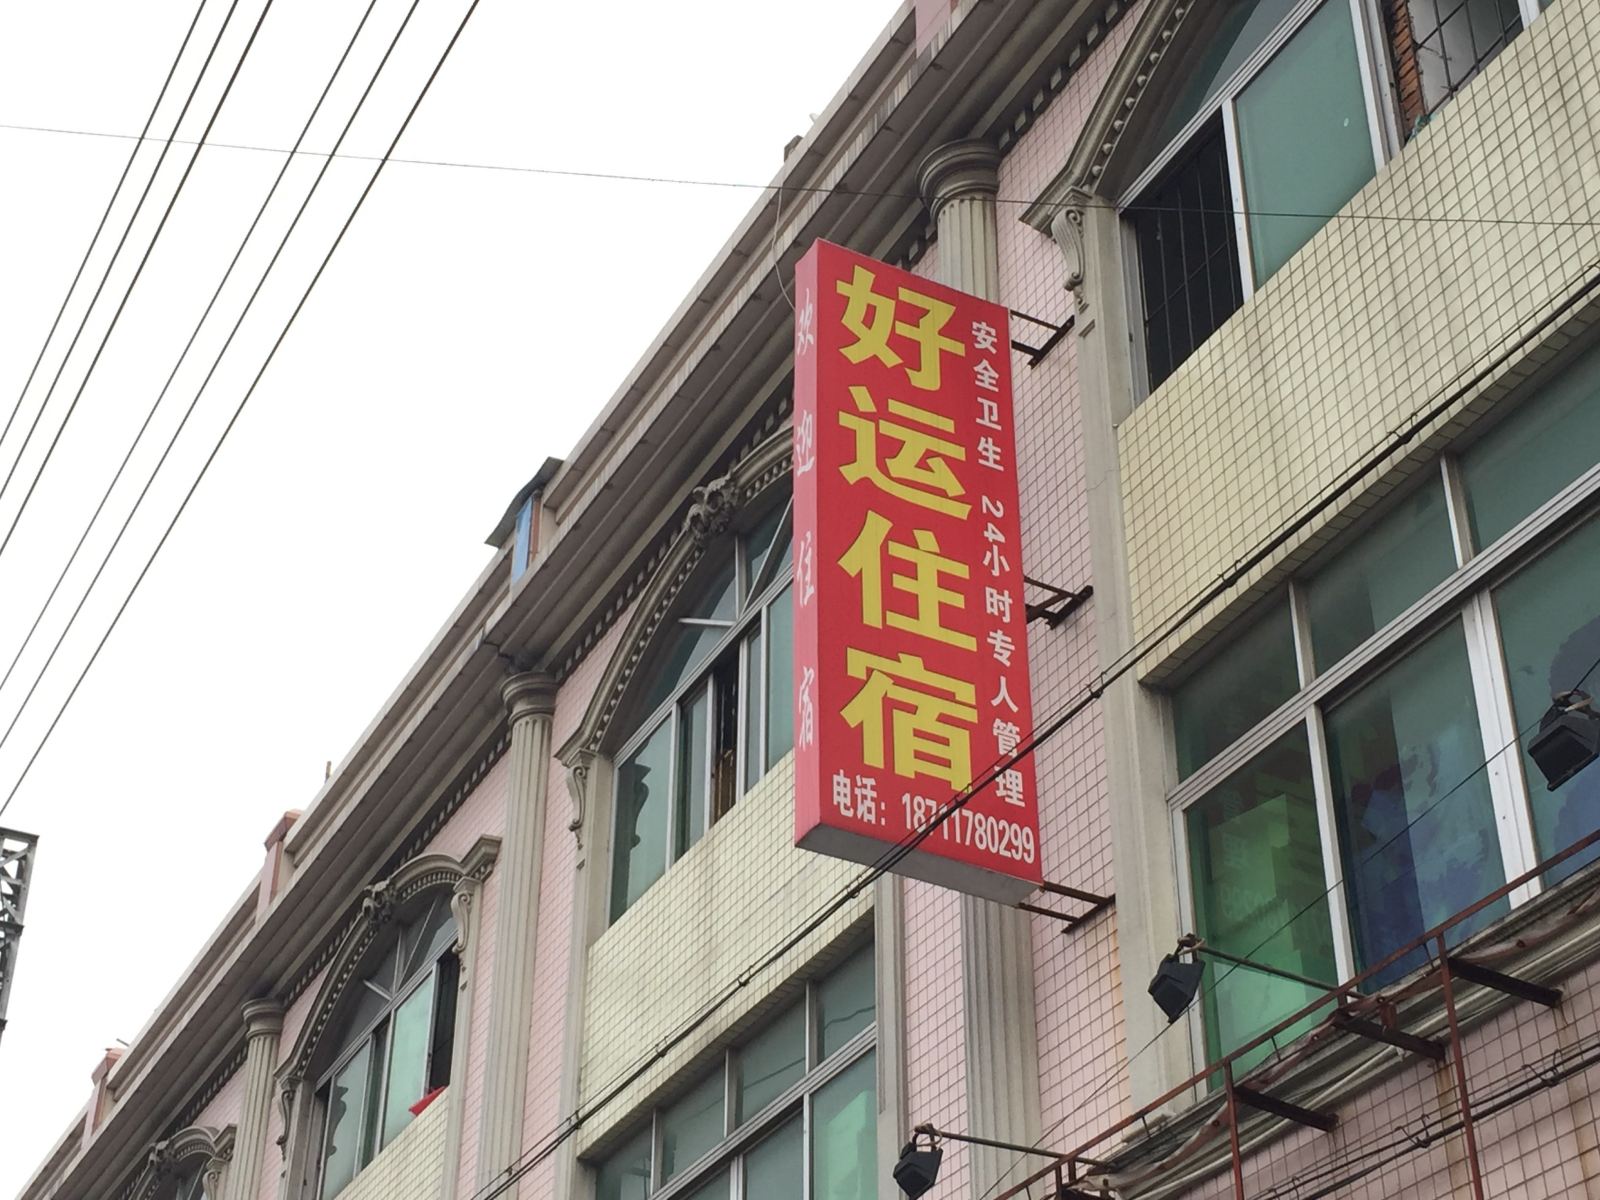 好运住宿
安全卫生 24小时专人管理
电话：18711780299
欢迎住宿